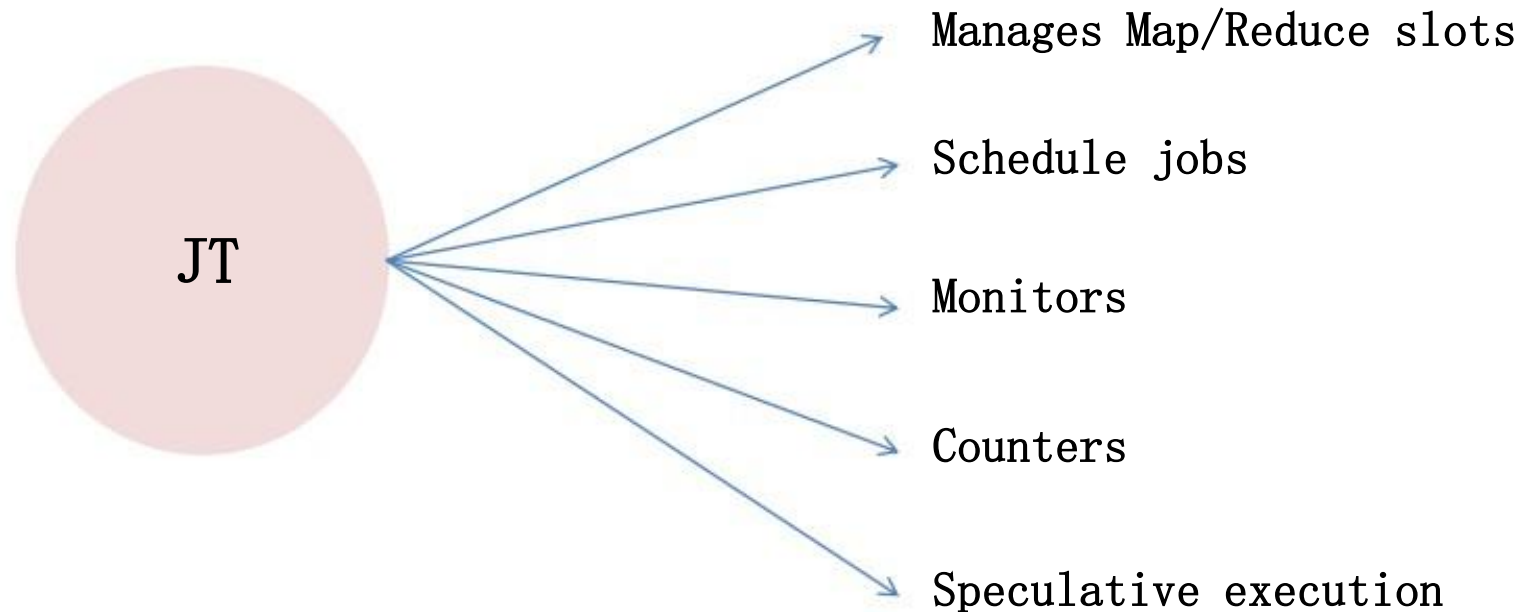 Manages Map/Reduce slots
Schedule jobs
JT
Monitors
Counters
Speculative execution